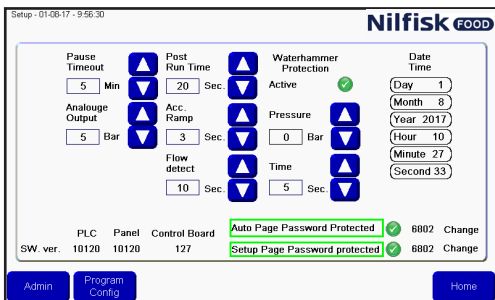 Setup - 01-08-17 - 9:56:30
Nilfisk FOOD
Pause
Timeout
5 Min
Post
Run Time
20 Sec.
Waterhammer
Protection
Active
Date
Time
Day 1
Month 8
Year 2017
Hour 10
Minute 27
Second 33
Analouge
Output
5 Bar
Acc.
Ramp
3 Sec.
Pressure
0 Bar
Flow
detect
10 Sec.
Time
5 Sec.
PLC Panel Control Board
SW. ver. 10120 10120 127
Auto Page Password Protected 6802 Change
Setup Page Password protected 6802 Change
Admin
Program
Config
Home